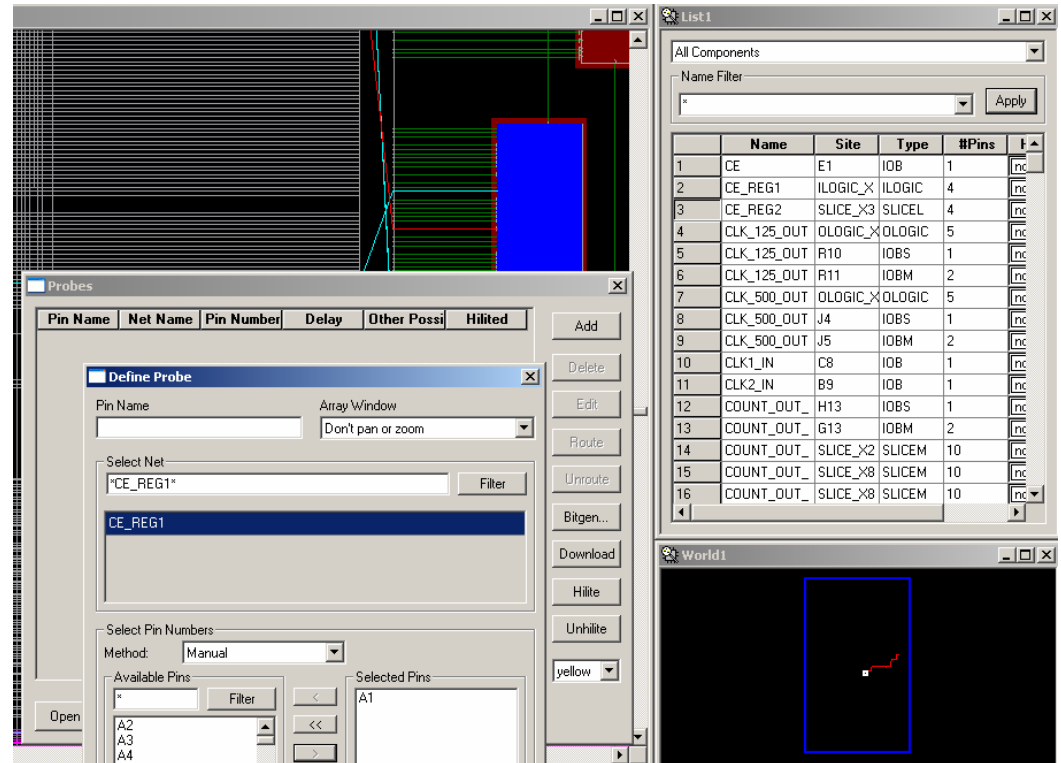 List1
All Components
Name Filter
*
Apply
Name Site Type #Pins
1 CE E1 IOB 1
2 CE_REG1 ILOGIC_X ILOGIC 4
3 CE_REG2 SLICE_X3 SLICEL 4
4 CLK_125_OUT OLOGIC_X OLOGIC 5
5 CLK_125_OUT R10 IOBS 1
6 CLK_125_OUT R11 IOBM 2
7 CLK_500_OUT OLOGIC_X OLOGIC 5
8 CLK_500_OUT J4 IOBS 1
9 CLK_500_OUT J5 IOBM 2
10 CLK1_IN C8 IOB 1
11 CLK2_IN B9 IOB 1
12 COUNT_OUT_ H13 IOBS 1
13 COUNT_OUT_ G13 IOBM 2
14 COUNT_OUT_ SLICE_X2 SLICEM 10
15 COUNT_OUT_ SLICE_X8 SLICEM 10
16 COUNT_OUT_ SLICE_X8 SLICEM 10
World1
Probes
Pin Name Net Name Pin Number Delay Other Possi Hilited
Add
Delete
Edit
Route
Unroute
Bitgen...
Download
Hilite
Unhilite
yellow
Open
Define Probe
Pin Name Array Window
Don't pan or zoom
Select Net
*CE_REG1* Filter
CE_REG1
Select Pin Numbers
Method: Manual
Available Pins Selected Pins
* Filter < A1
A2 <<
A3
A4 >